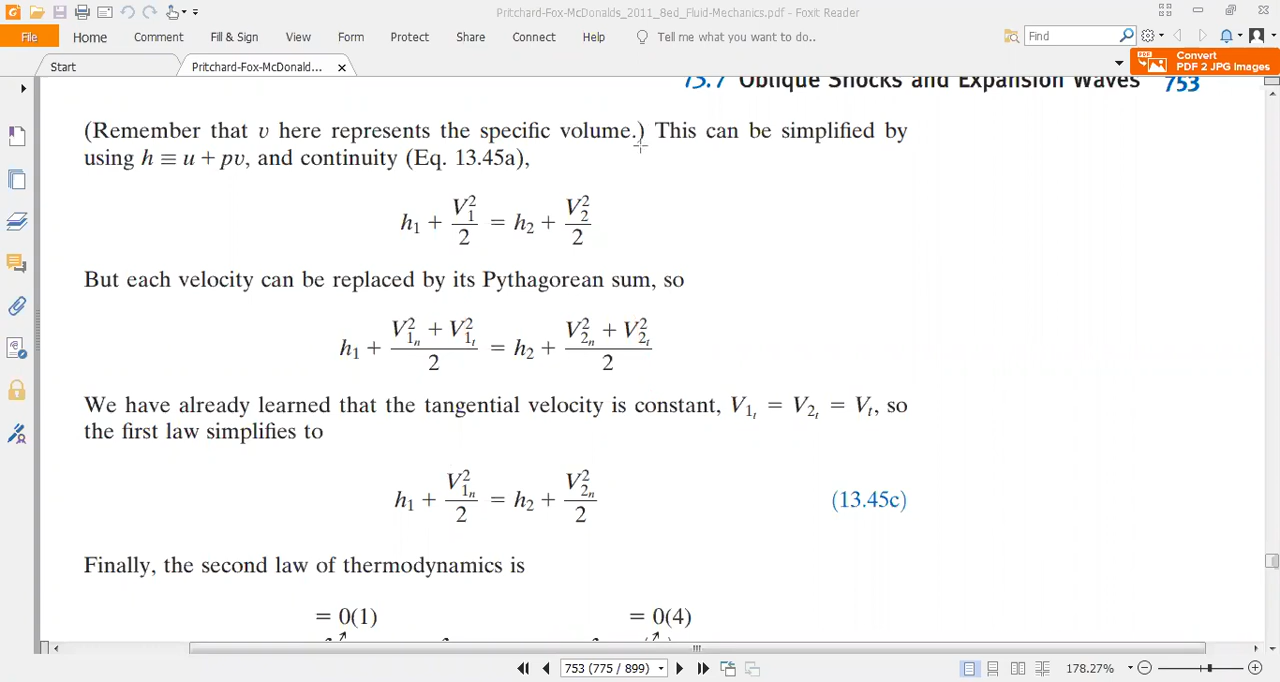 Pritchard-Fox-McDonalds_2011_8ed_Fluid-Mechanics.pdf - Foxit Reader
File Home Comment Fill & Sign View Form Protect Share Connect Help Tell me what you want to do.. Find
Convert
PDF 2 JPG Images
Start Pritchard-Fox-McDonald...
13.7 Oblique Shocks and Expansion Waves 753
(Remember that v here represents the specific volume.) This can be simplified by
using h ≡ u + pv, and continuity (Eq. 13.45a),
h₁ + V₁²/2 = h₂ + V₂²/2
But each velocity can be replaced by its Pythagorean sum, so
h₁ + (V₁ₙ² + V₁ₜ²)/2 = h₂ + (V₂ₙ² + V₂ₜ²)/2
We have already learned that the tangential velocity is constant, V₁ₜ = V₂ₜ = Vₜ, so
the first law simplifies to
h₁ + V₁ₙ²/2 = h₂ + V₂ₙ²/2 (13.45c)
Finally, the second law of thermodynamics is
= 0(1) = 0(4)
753 (775 / 899) 178.27%